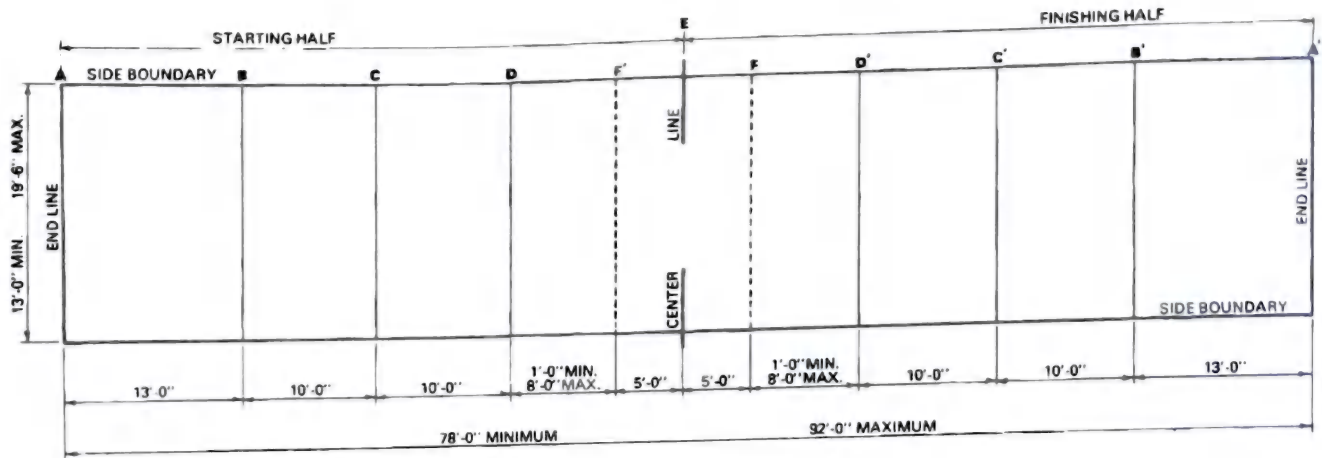 STARTING HALF
E
FINISHING HALF
A SIDE BOUNDARY B C D F' F D' C' B' A'
13'-0" MIN. 19'-6" MAX.
END LINE
LINE
CENTER
END LINE
SIDE BOUNDARY
13'-0" 10'-0" 10'-0" 1'-0" MIN. 8'-0" MAX. 5'-0" 5'-0" 1'-0" MIN. 8'-0" MAX. 10'-0" 10'-0" 13'-0"
78'-0" MINIMUM 92'-0" MAXIMUM